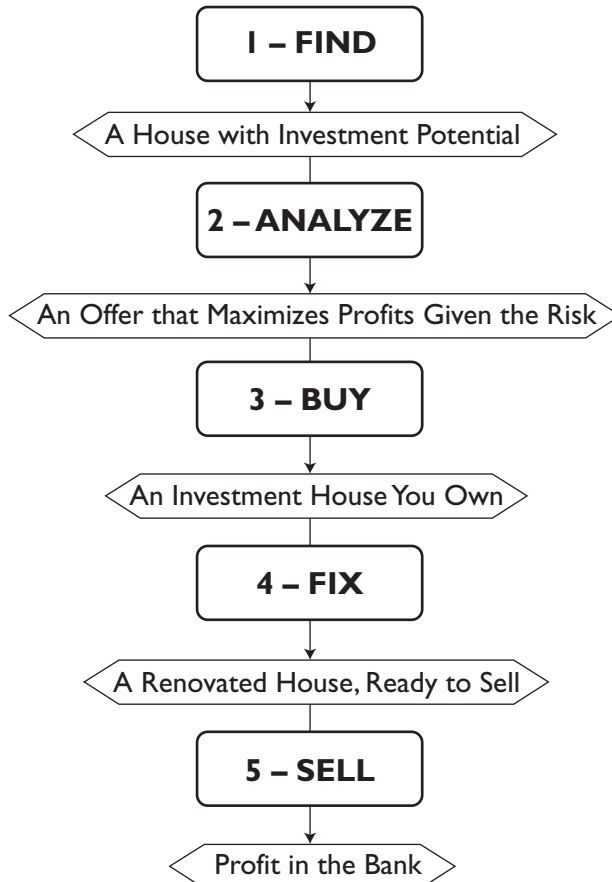 1 – FIND
A House with Investment Potential
2 – ANALYZE
An Offer that Maximizes Profits Given the Risk
3 – BUY
An Investment House You Own
4 – FIX
A Renovated House, Ready to Sell
5 – SELL
Profit in the Bank